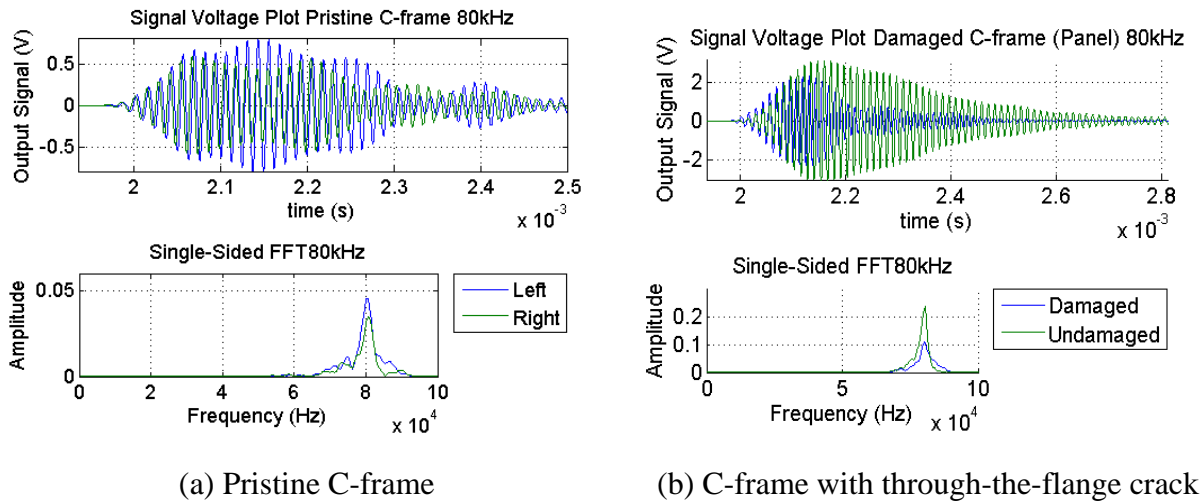 Signal Voltage Plot Pristine C-frame 80kHz
Output Signal (V)
0.5
0
-0.5
2
2.1
2.2
2.3
2.4
2.5
time (s)
x 10⁻³
Single-Sided FFT80kHz
Amplitude
0.05
0
0
2
4
6
8
10
Frequency (Hz)
x 10⁴
Left
Right
(a) Pristine C-frame
Signal Voltage Plot Damaged C-frame (Panel) 80kHz
Output Signal (V)
2
0
-2
2
2.2
2.4
2.6
2.8
time (s)
x 10⁻³
Single-Sided FFT80kHz
Amplitude
0.2
0.1
0
0
5
10
Frequency (Hz)
x 10⁴
Damaged
Undamaged
(b) C-frame with through-the-flange crack